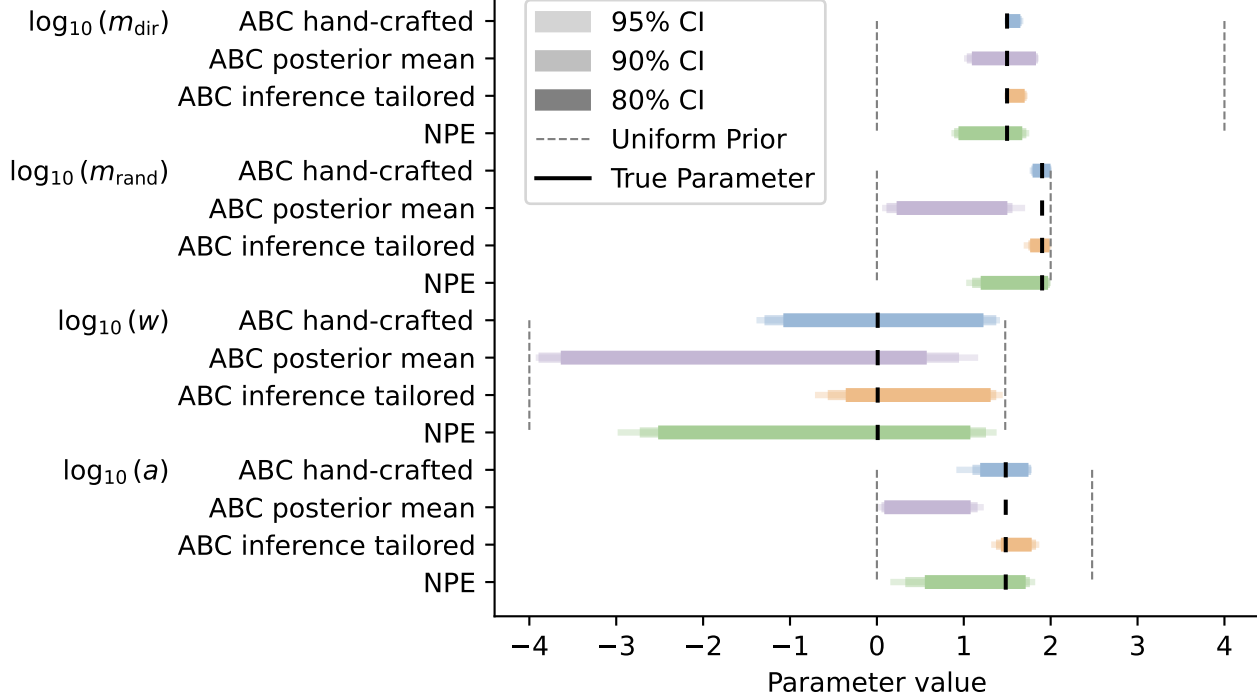 log₁₀ (m_dir) ABC hand-crafted
ABC posterior mean
ABC inference tailored
NPE
log₁₀ (m_rand) ABC hand-crafted
ABC posterior mean
ABC inference tailored
NPE
log₁₀ (w) ABC hand-crafted
ABC posterior mean
ABC inference tailored
NPE
log₁₀ (a) ABC hand-crafted
ABC posterior mean
ABC inference tailored
NPE
95% CI
90% CI
80% CI
Uniform Prior
True Parameter
−4 −3 −2 −1 0 1 2 3 4
Parameter value